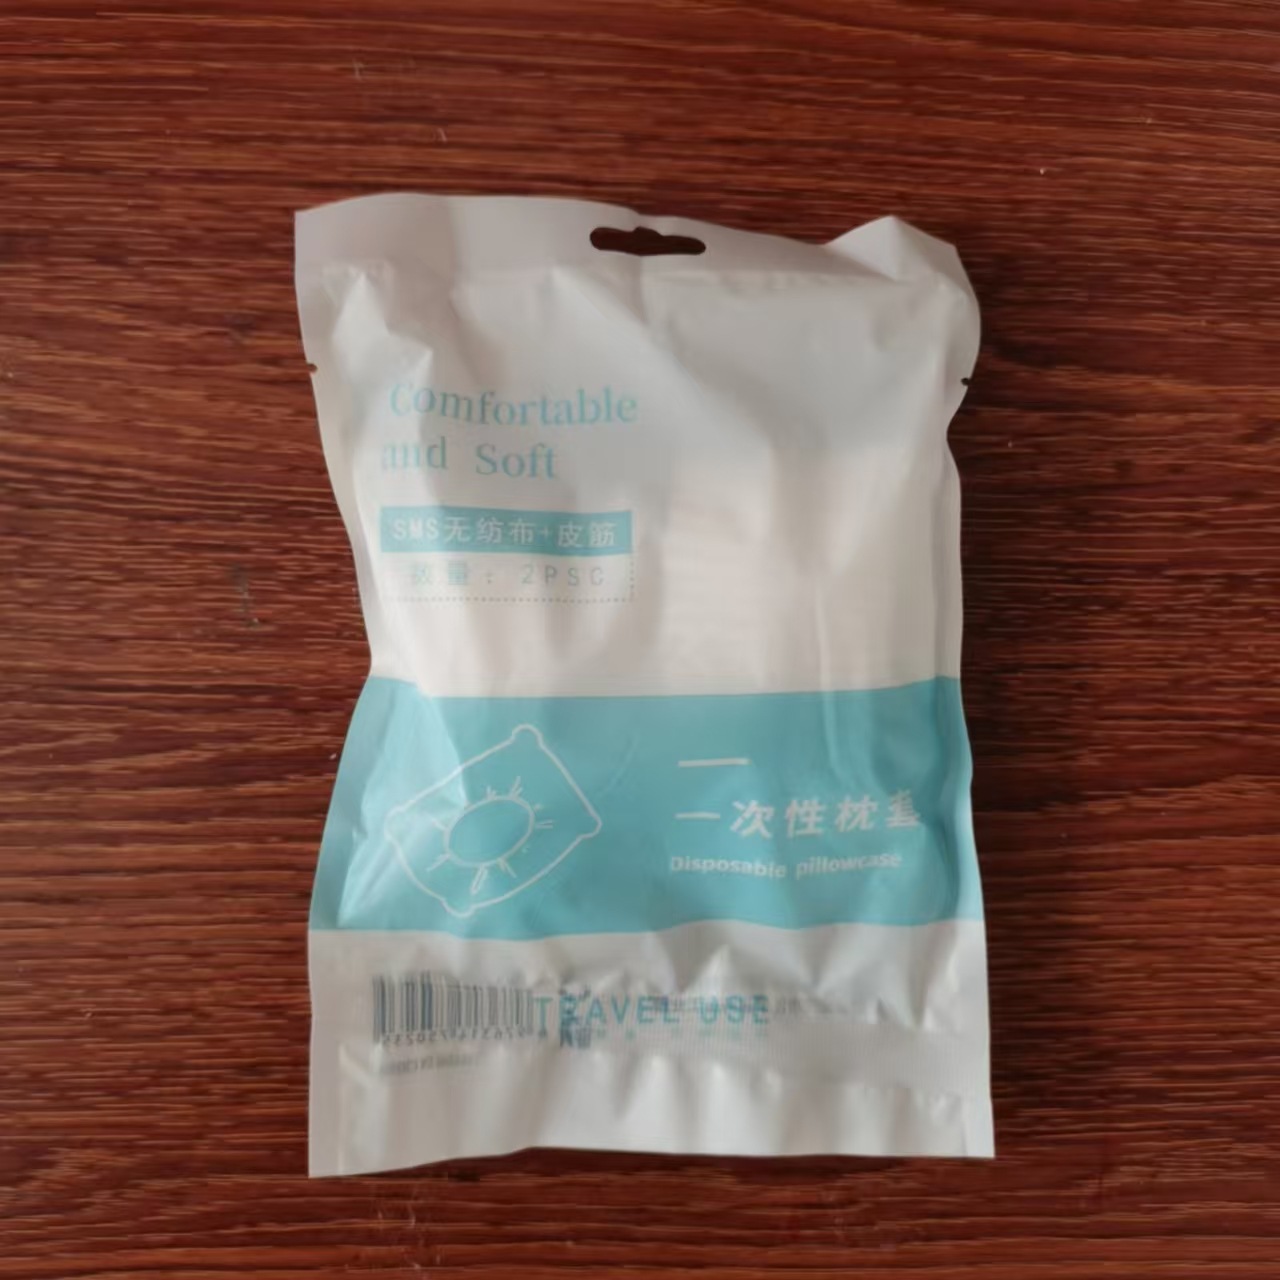 Comfortable
and Soft
SMS无纺布+皮筋
数量：2PSC
一次性枕套
Disposable pillowcase
TRAVEL USE